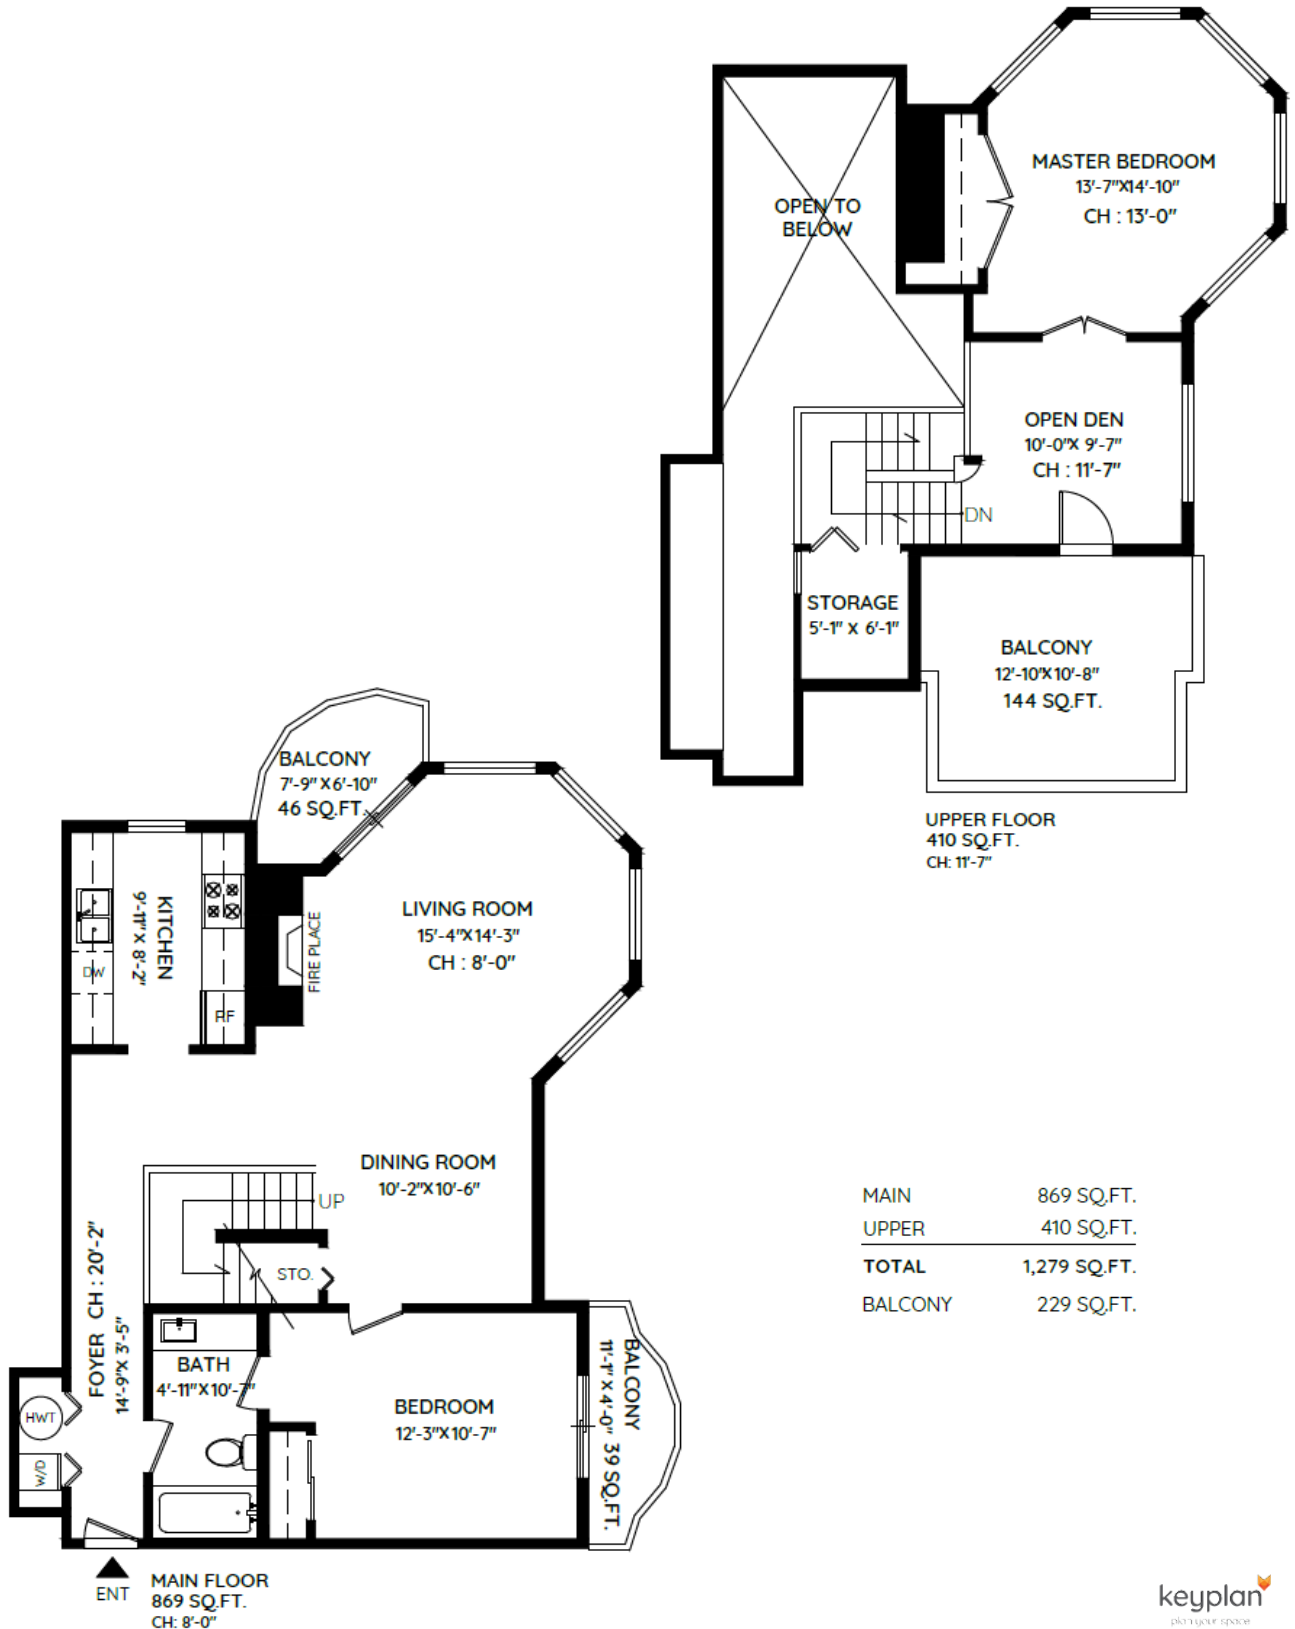 MASTER BEDROOM
13'-7"X14'-10"
CH : 13'-0"
OPEN TO
BELOW
OPEN DEN
10'-0"X 9'-7"
CH : 11'-7"
DN
STORAGE
5'-1" X 6'-1"
BALCONY
12'-10"X10'-8"
144 SQ.FT.
UPPER FLOOR
410 SQ.FT.
CH: 11'-7"
BALCONY
7'-9" X 6'-10"
46 SQ.FT.
KITCHEN
9'-11" X 8'-2"
DW
RF
FIRE PLACE
LIVING ROOM
15'-4"X14'-3"
CH : 8'-0"
DINING ROOM
10'-2"X10'-6"
UP
STO.
FOYER CH : 20'-2"
14'-9"X 3'-5"
BATH
4'-11"X10'-7"
BEDROOM
12'-3"X10'-7"
BALCONY
11'-1" X 4'-0" 39 SQ.FT.
HWT
W/D
ENT
MAIN FLOOR
869 SQ.FT.
CH: 8'-0"
MAIN 869 SQ.FT.
UPPER 410 SQ.FT.
TOTAL 1,279 SQ.FT.
BALCONY 229 SQ.FT.
keyplan
plan your space